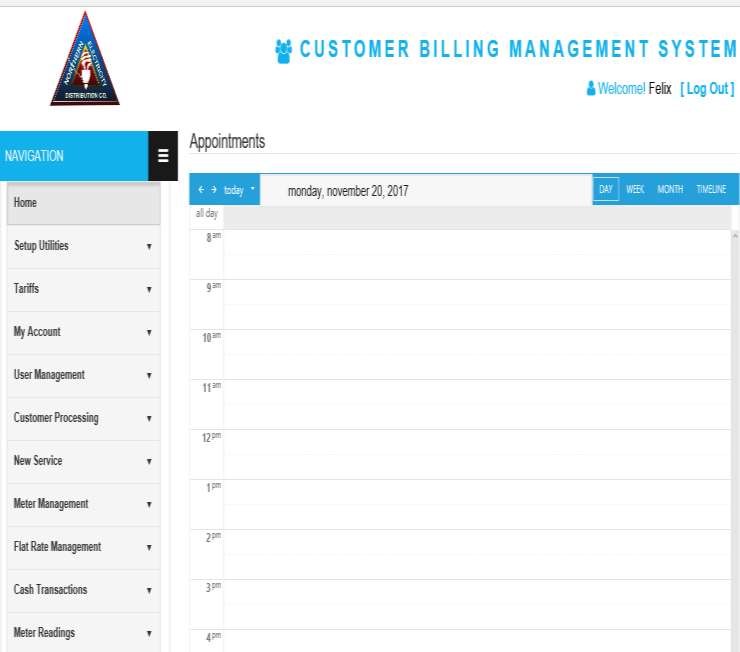 NORTHERN ELECTRICITY
DISTRIBUTION CO.
CUSTOMER BILLING MANAGEMENT SYSTEM
Welcome! Felix [ Log Out ]
NAVIGATION
Home
Setup Utilities
Tariffs
My Account
User Management
Customer Processing
New Service
Meter Management
Flat Rate Management
Cash Transactions
Meter Readings
Appointments
today monday, november 20, 2017 DAY WEEK MONTH TIMELINE
all day
8 am
9 am
10 am
11 am
12 pm
1 pm
2 pm
3 pm
4 pm